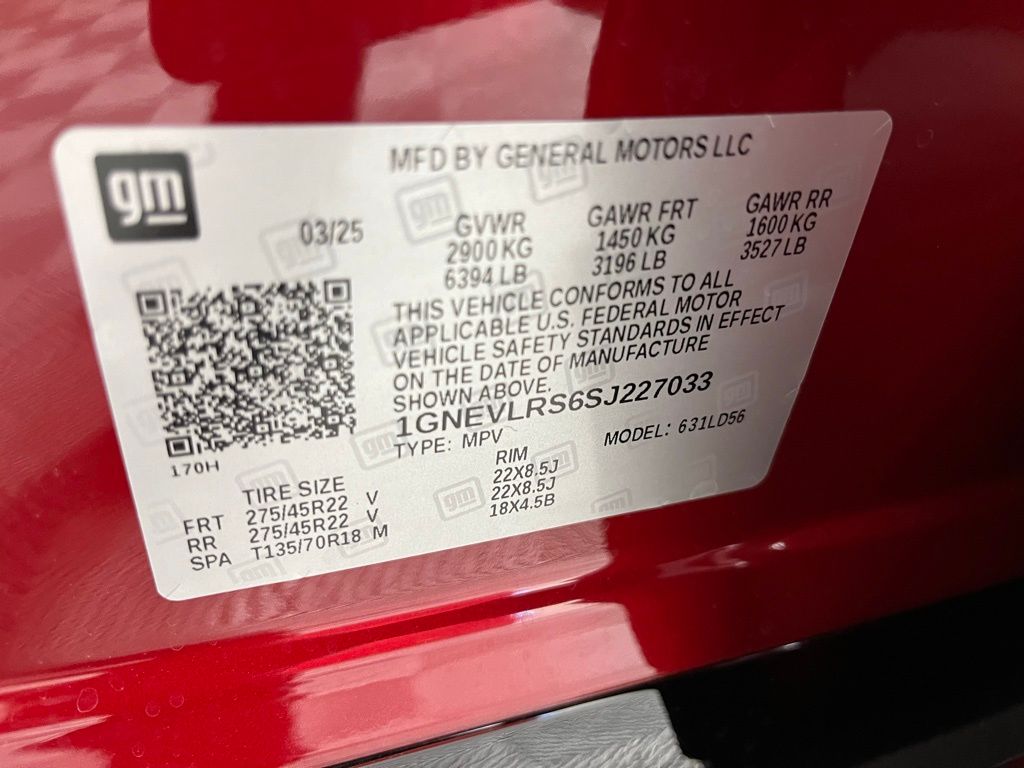 gm
MFD BY GENERAL MOTORS LLC
03/25
GVWR
2900 KG
6394 LB
GAWR FRT
1450 KG
3196 LB
GAWR RR
1600 KG
3527 LB
THIS VEHICLE CONFORMS TO ALL
APPLICABLE U.S. FEDERAL MOTOR
VEHICLE SAFETY STANDARDS IN EFFECT
ON THE DATE OF MANUFACTURE
SHOWN ABOVE.
1GNEVLRS6SJ227033
TYPE: MPV MODEL: 631LD56
170H
TIRE SIZE RIM
FRT 275/45R22 V 22X8.5J
RR 275/45R22 V 22X8.5J
SPA T135/70R18 M 18X4.5B